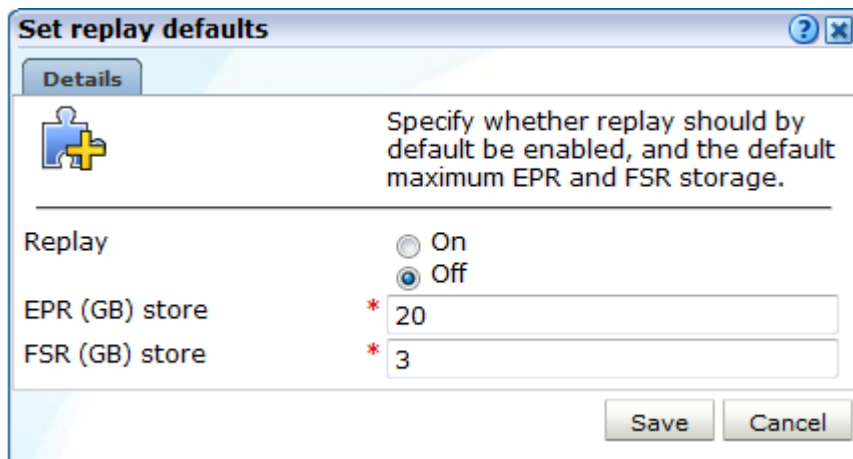 Set replay defaults
Details
Specify whether replay should by
default be enabled, and the default
maximum EPR and FSR storage.
Replay
On
Off
EPR (GB) store * 20
FSR (GB) store * 3
Save Cancel